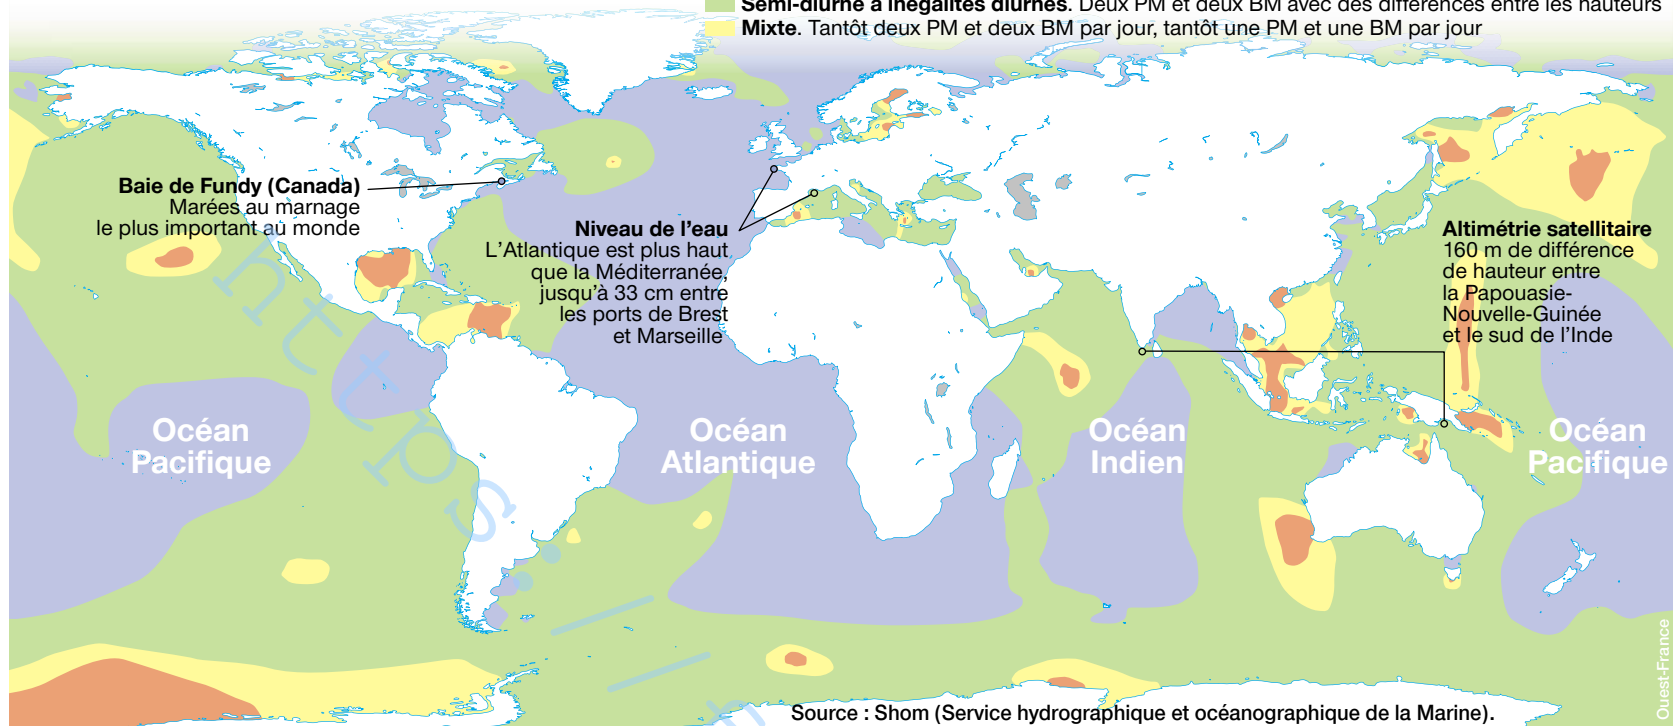 Semi-diurne à inégalités diurnes. Deux PM et deux BM avec des différences entre les hauteurs
Mixte. Tantôt deux PM et deux BM par jour, tantôt une PM et une BM par jour
Baie de Fundy (Canada)
Marées au marnage
le plus important au monde
Niveau de l’eau
L’Atlantique est plus haut
que la Méditerranée,
jusqu’à 33 cm entre
les ports de Brest
et Marseille
Altimétrie satellitaire
160 m de différence
de hauteur entre
la Papouasie-
Nouvelle-Guinée
et le sud de l’Inde
Océan
Pacifique
Océan
Atlantique
Océan
Indien
Océan
Pacifique
https://
Ouest-France
Source : Shom (Service hydrographique et océanographique de la Marine).